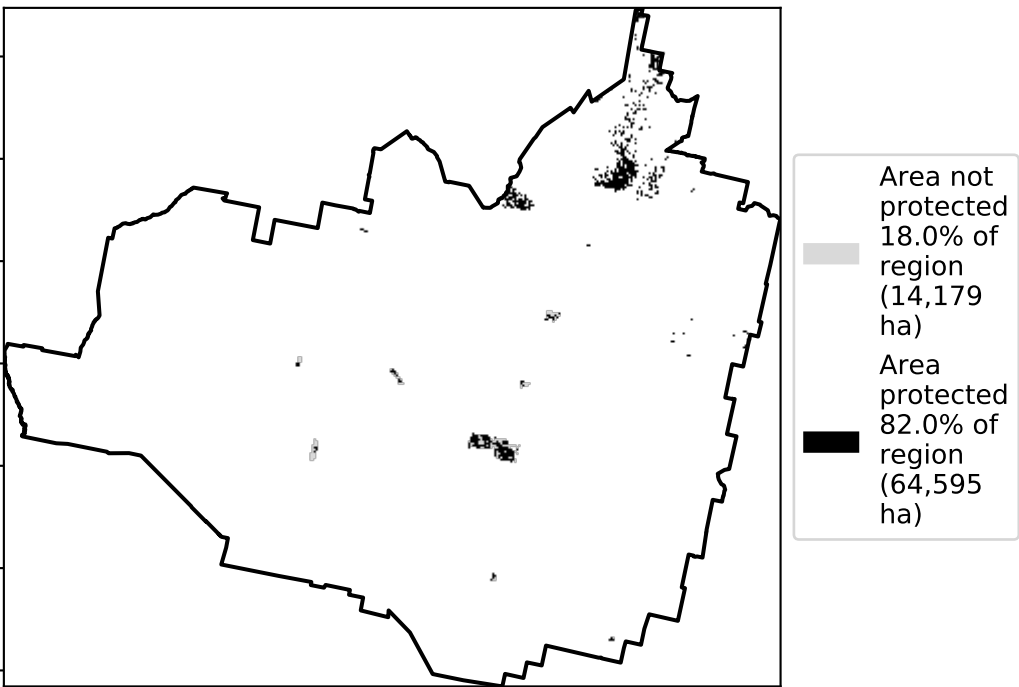 Area not
protected
18.0% of
region
(14,179
ha)
Area
protected
82.0% of
region
(64,595
ha)